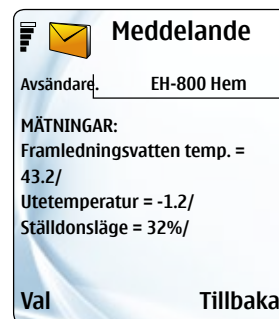 Meddelande
Avsändare. EH-800 Hem
MÄTNINGAR:
Framledningsvatten temp. =
43.2/
Utetemperatur = -1.2/
Ställdonsläge = 32%/
Val Tillbaka